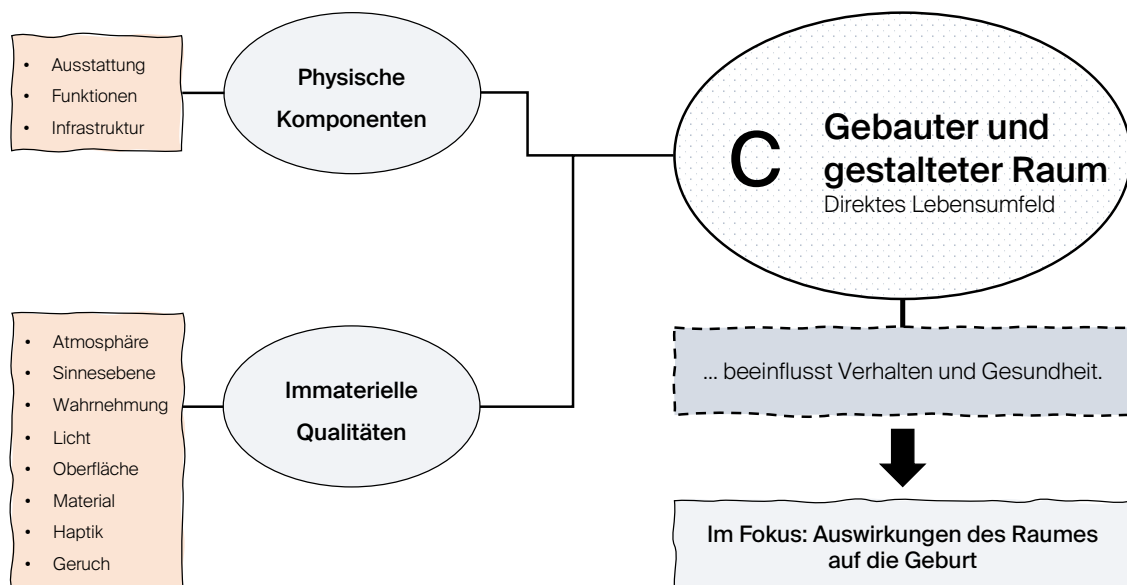 • Ausstattung
• Funktionen
• Infrastruktur
Physische
Komponenten
C
Gebauter und
gestalteter Raum
Direktes Lebensumfeld
• Atmosphäre
• Sinnesebene
• Wahrnehmung
• Licht
• Oberfläche
• Material
• Haptik
• Geruch
Immaterielle
Qualitäten
... beeinflusst Verhalten und Gesundheit.
Im Fokus: Auswirkungen des Raumes
auf die Geburt